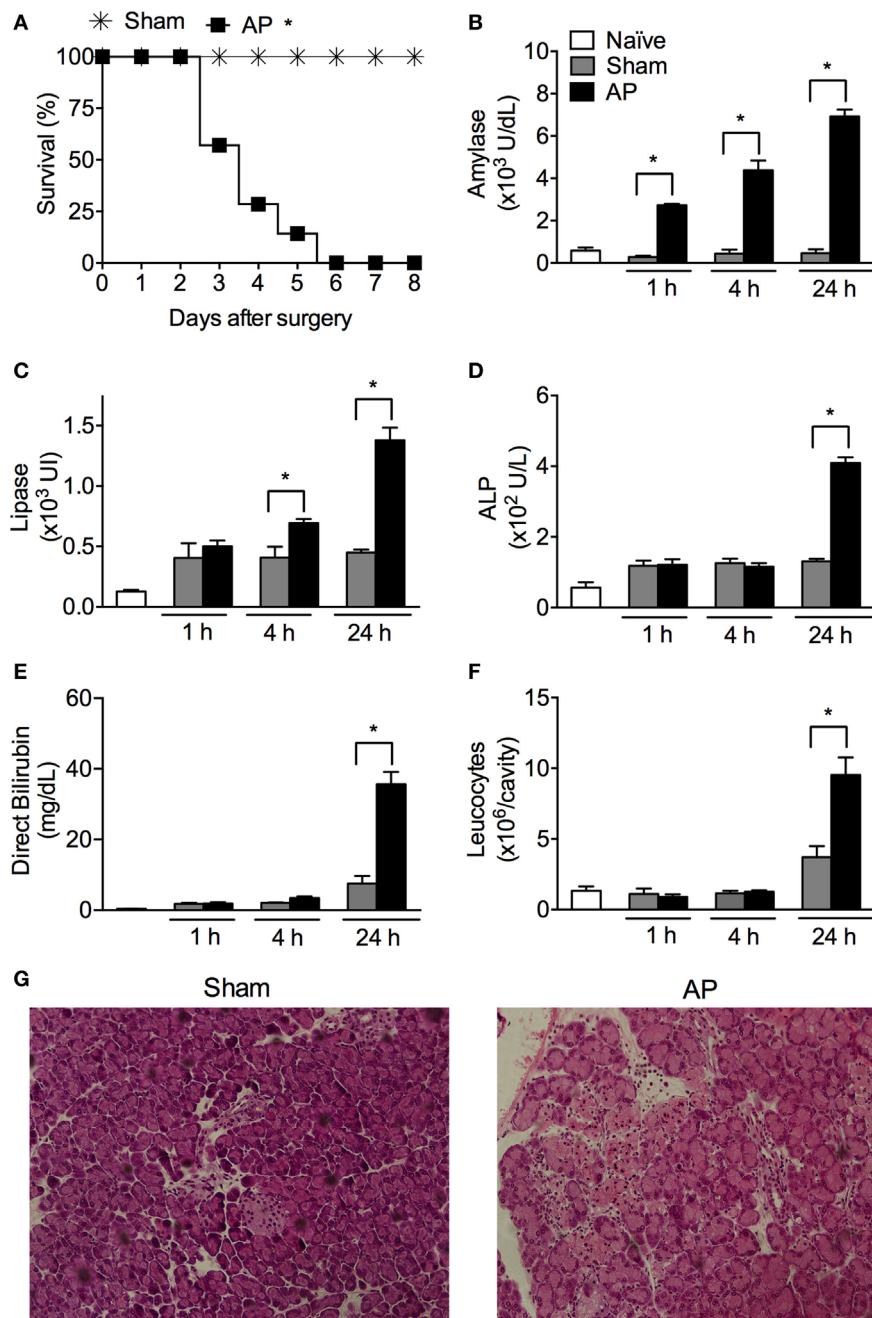 A
Sham
AP *
Survival (%)
100
75
50
25
0
0 1 2 3 4 5 6 7 8
Days after surgery
B
Naïve
Sham
AP
Amylase
(x10³ U/dL)
10
8
6
4
2
0
*
*
*
1 h 4 h 24 h
C
Lipase
(x10³ UI)
1.5
1.0
0.5
0.0
*
*
1 h 4 h 24 h
D
ALP
(x10² U/L)
6
4
2
0
*
1 h 4 h 24 h
E
Direct Bilirubin
(mg/dL)
60
40
20
0
*
1 h 4 h 24 h
F
Leucocytes
(x10⁶/cavity)
15
10
5
0
*
1 h 4 h 24 h
G
Sham
AP